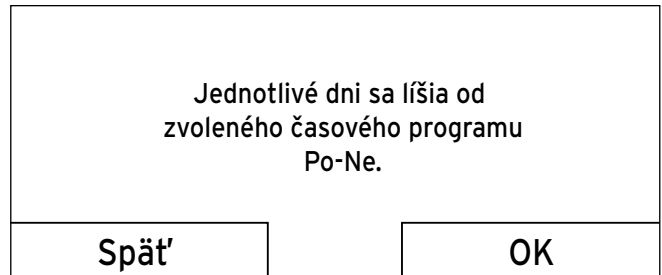 Jednotlivé dni sa líšia od
zvoleného časového programu
Po-Ne.
Späť
OK